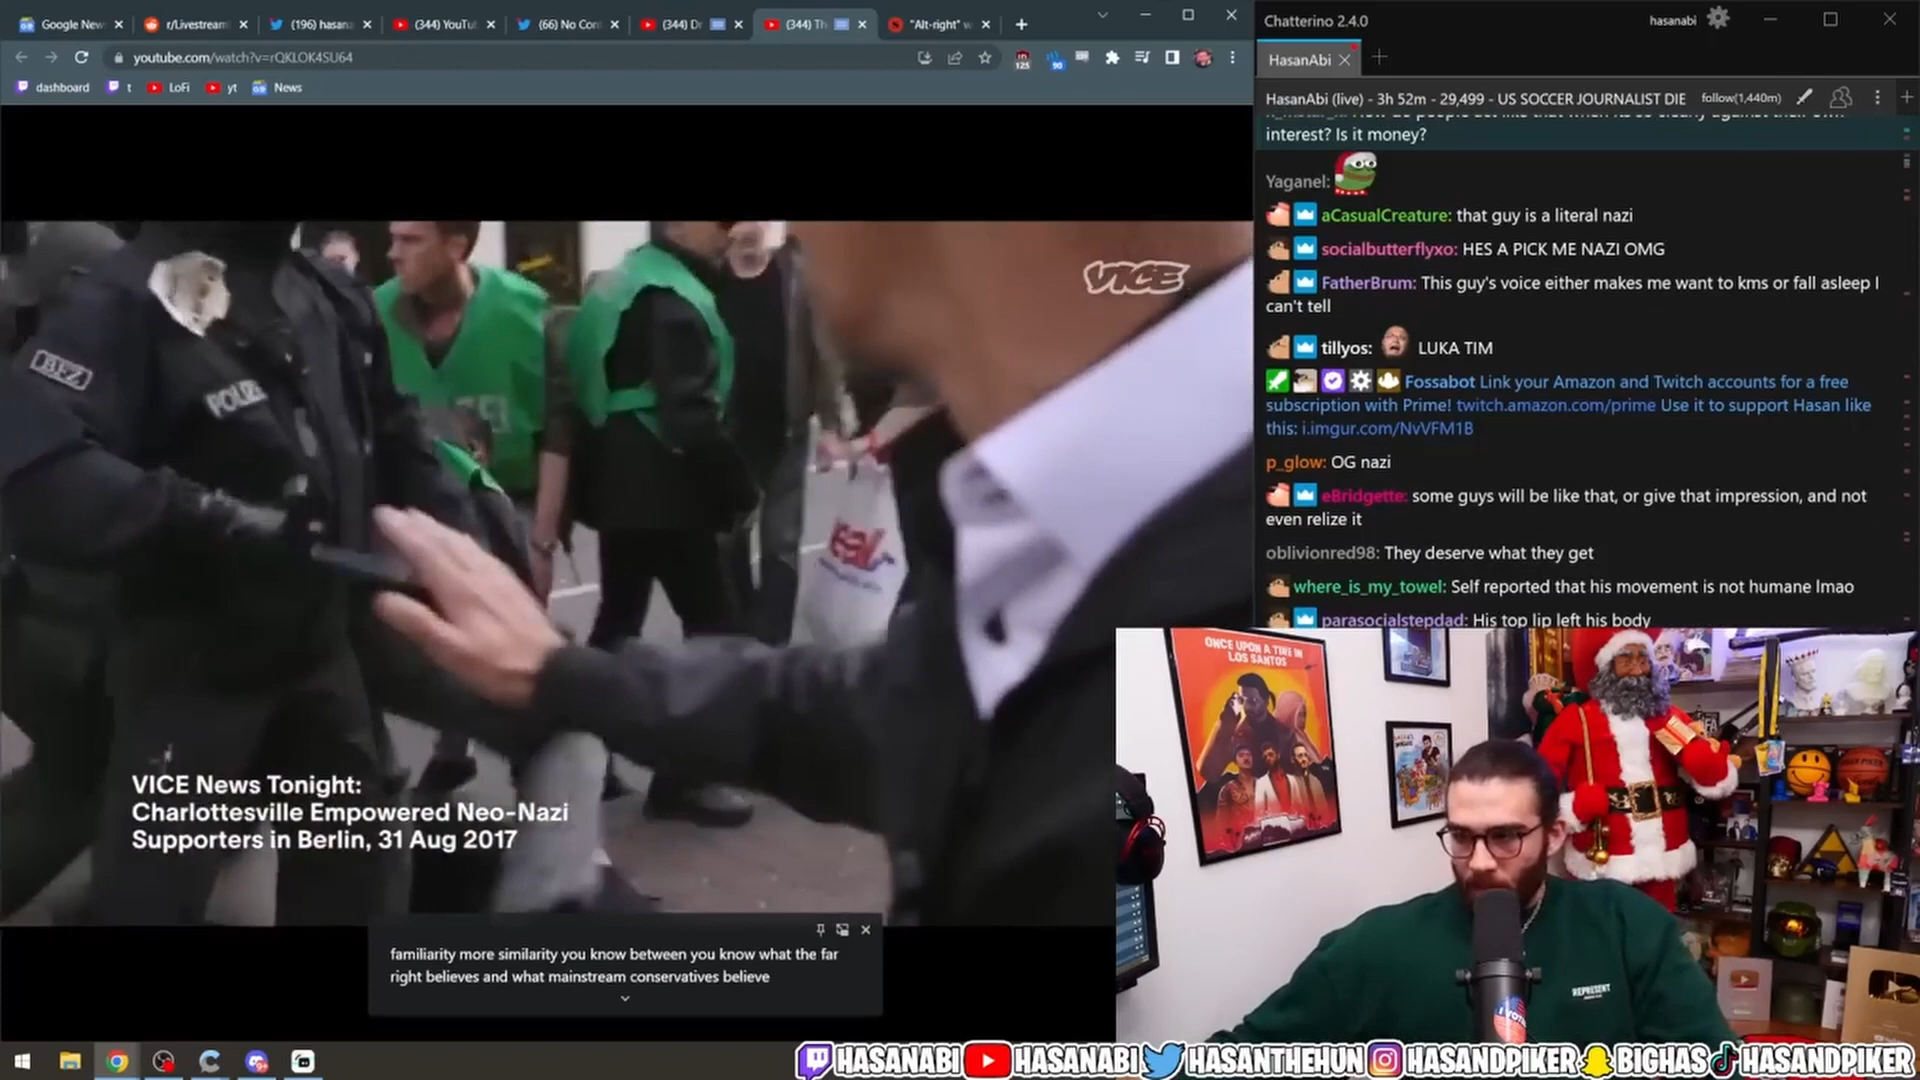 Google New
r/Livestream
(196) hasana
(344) YouTu
(66) No Con
(344) Dr
(344) Th
"Alt-right" w
youtube.com/watch?v=rQKLOK4SU64
125
90
dashboard
t
LoFi
yt
News
VICE
BFZ
POLIZEI
VICE News Tonight:
Charlottesville Empowered Neo-Nazi
Supporters in Berlin, 31 Aug 2017
familiarity more similarity you know between you know what the far
right believes and what mainstream conservatives believe
Chatterino 2.4.0
hasanabi
HasanAbi
HasanAbi (live) - 3h 52m - 29,499 - US SOCCER JOURNALIST DIE
follow(1,440m)
interest? Is it money?
Yaganel:
aCasualCreature: that guy is a literal nazi
socialbutterflyxo: HES A PICK ME NAZI OMG
FatherBrum: This guy's voice either makes me want to kms or fall asleep I
can't tell
tillyos: LUKA TIM
Fossabot Link your Amazon and Twitch accounts for a free
subscription with Prime! twitch.amazon.com/prime Use it to support Hasan like
this: i.imgur.com/NvVFM1B
p_glow: OG nazi
eBridgette: some guys will be like that, or give that impression, and not
even relize it
oblivionred98: They deserve what they get
where_is_my_towel: Self reported that his movement is not humane lmao
parasocialstepdad: His top lip left his body
ONCE UPON A TIME IN
LOS SANTOS
REPRESENT
I VOTED
HASANABI
HASANABI
HASANTHEHUN
HASANDPIKER
BIGHAS
HASANDPIKER